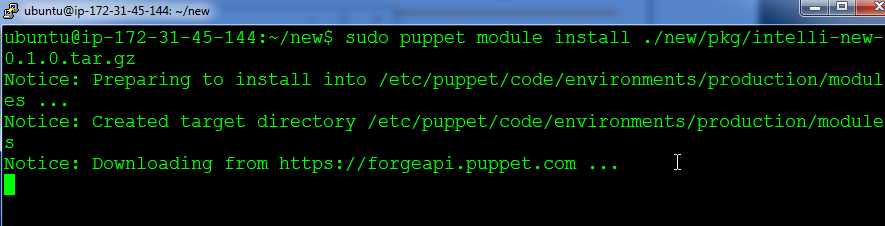 ubuntu@ip-172-31-45-144: ~/new
ubuntu@ip-172-31-45-144:~/new$ sudo puppet module install ./new/pkg/intelli-new-
0.1.0.tar.gz
Notice: Preparing to install into /etc/puppet/code/environments/production/modul
es ...
Notice: Created target directory /etc/puppet/code/environments/production/module
s
Notice: Downloading from https://forgeapi.puppet.com ...